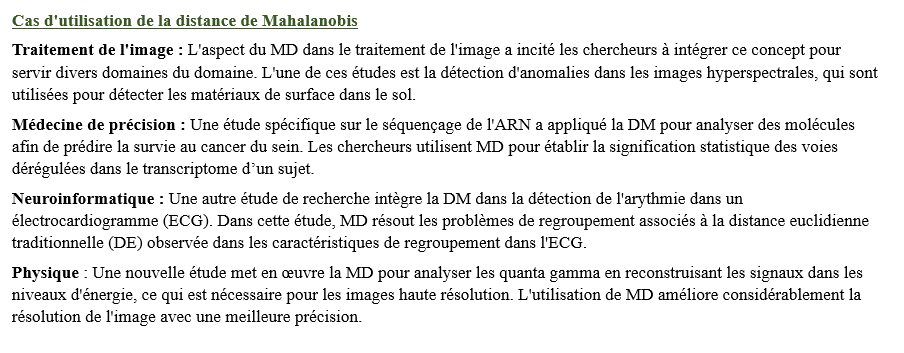 Cas d'utilisation de la distance de Mahalanobis
Traitement de l'image : L'aspect du MD dans le traitement de l'image a incité les chercheurs à intégrer ce concept pour
servir divers domaines du domaine. L'une de ces études est la détection d'anomalies dans les images hyperspectrales, qui sont
utilisées pour détecter les matériaux de surface dans le sol.
Médecine de précision : Une étude spécifique sur le séquençage de l'ARN a appliqué la DM pour analyser des molécules
afin de prédire la survie au cancer du sein. Les chercheurs utilisent MD pour établir la signification statistique des voies
dérégulées dans le transcriptome d’un sujet.
Neuroinformatique : Une autre étude de recherche intègre la DM dans la détection de l'arythmie dans un
électrocardiogramme (ECG). Dans cette étude, MD résout les problèmes de regroupement associés à la distance euclidienne
traditionnelle (DE) observée dans les caractéristiques de regroupement dans l'ECG.
Physique : Une nouvelle étude met en œuvre la MD pour analyser les quanta gamma en reconstruisant les signaux dans les
niveaux d'énergie, ce qui est nécessaire pour les images haute résolution. L'utilisation de MD améliore considérablement la
résolution de l'image avec une meilleure précision.